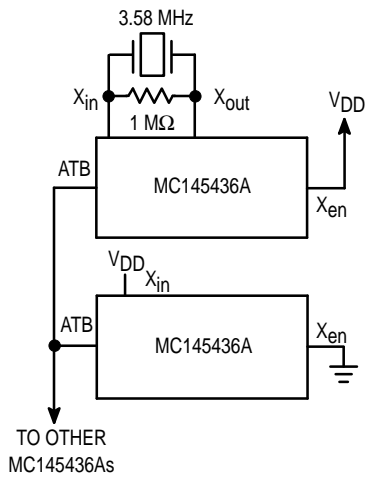 3.58 MHz
Xin
Xout
1 MΩ
VDD
ATB
MC145436A
Xen
VDD
Xin
ATB
MC145436A
Xen
TO OTHER
MC145436As